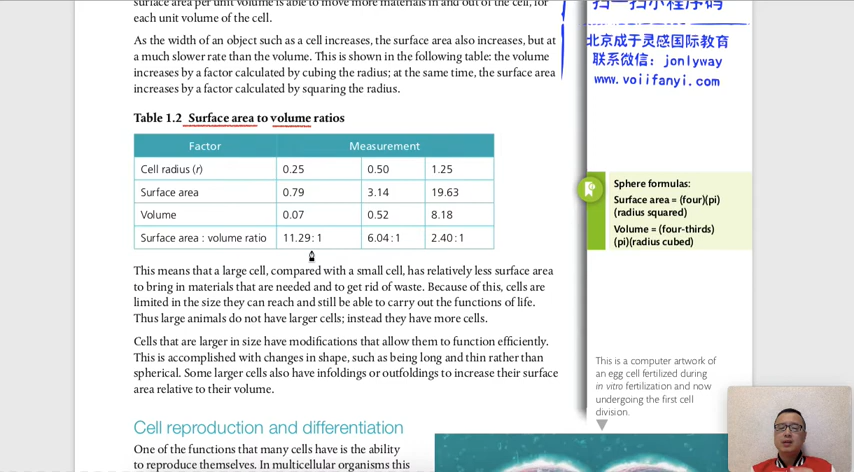 surface area per unit volume is able to move more materials in and out of the cell, for
each unit volume of the cell.
As the width of an object such as a cell increases, the surface area also increases, but at
a much slower rate than the volume. This is shown in the following table: the volume
increases by a factor calculated by cubing the radius; at the same time, the surface area
increases by a factor calculated by squaring the radius.
Table 1.2 Surface area to volume ratios
Factor Measurement
Cell radius (r) 0.25 0.50 1.25
Surface area 0.79 3.14 19.63
Volume 0.07 0.52 8.18
Surface area : volume ratio 11.29 : 1 6.04 : 1 2.40 : 1
This means that a large cell, compared with a small cell, has relatively less surface area
to bring in materials that are needed and to get rid of waste. Because of this, cells are
limited in the size they can reach and still be able to carry out the functions of life.
Thus large animals do not have larger cells; instead they have more cells.
Cells that are larger in size have modifications that allow them to function efficiently.
This is accomplished with changes in shape, such as being long and thin rather than
spherical. Some larger cells also have infoldings or outfoldings to increase their surface
area relative to their volume.
Cell reproduction and differentiation
One of the functions that many cells have is the ability
to reproduce themselves. In multicellular organisms this
扫一扫小程序码
北京成于灵感国际教育
联系微信：jonlyway
www.voiifanyi.com
Sphere formulas:
Surface area = (four)(pi)
(radius squared)
Volume = (four-thirds)
(pi)(radius cubed)
This is a computer artwork of
an egg cell fertilized during
in vitro fertilization and now
undergoing the first cell
division.